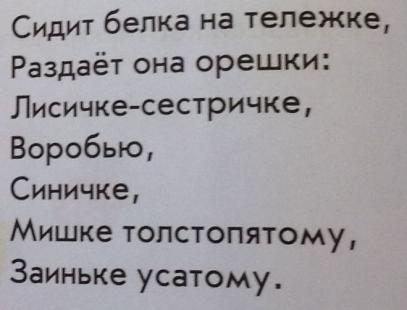 Сидит белка на тележке,
Раздаёт она орешки:
Лисичке-сестричке,
Воробью,
Синичке,
Мишке толстопятому,
Заиньке усатому.